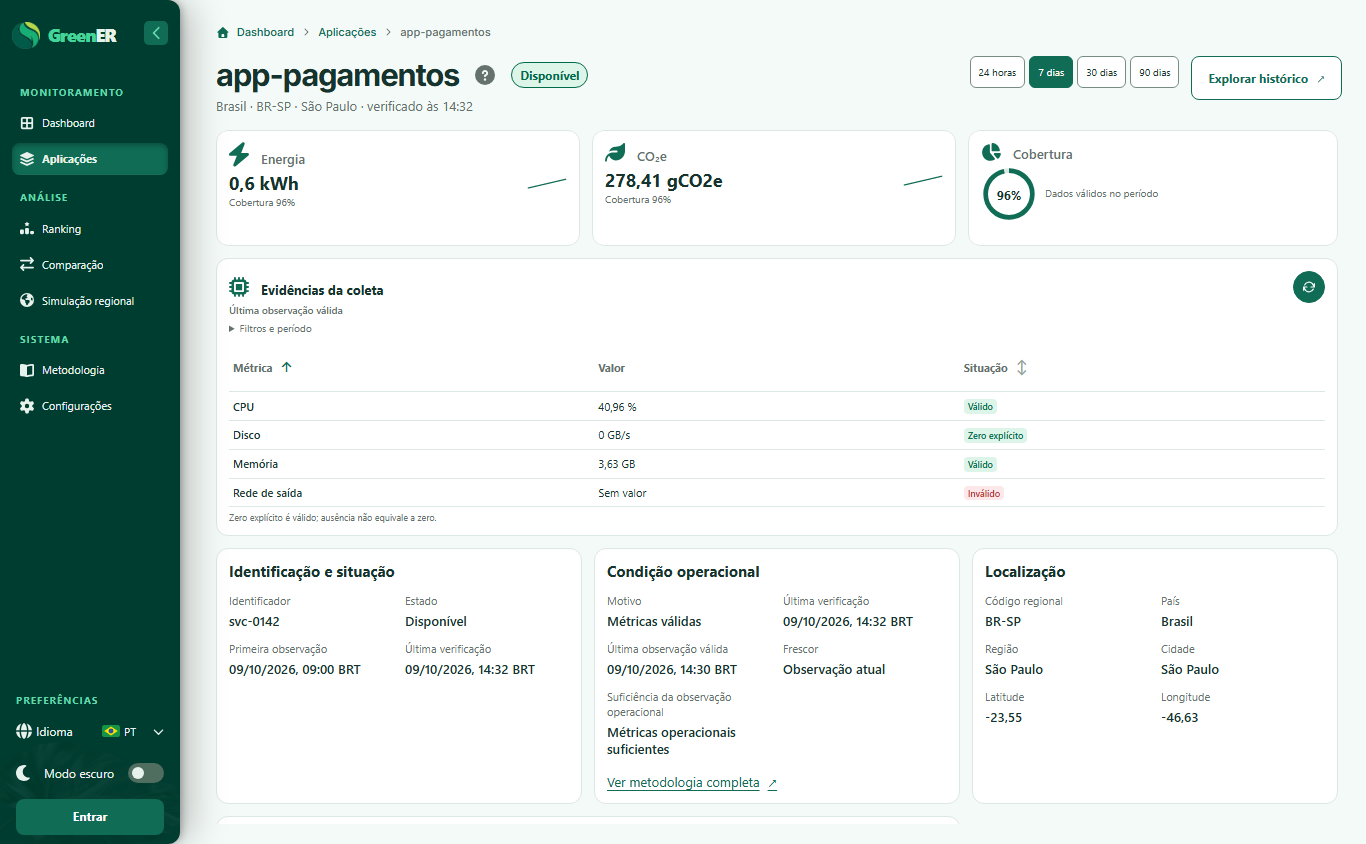 GreenER
MONITORAMENTO
Dashboard
Aplicações
ANÁLISE
Ranking
Comparação
Simulação regional
SISTEMA
Metodologia
Configurações
PREFERÊNCIAS
Idioma PT
Modo escuro
Entrar
Dashboard > Aplicações > app-pagamentos
app-pagamentos ? Disponível
Brasil · BR-SP · São Paulo · verificado às 14:32
24 horas 7 dias 30 dias 90 dias Explorar histórico ↗
Energia
0,6 kWh
Cobertura 96%
CO₂e
278,41 gCO2e
Cobertura 96%
Cobertura
96% Dados válidos no período
Evidências da coleta
Última observação válida
▶ Filtros e período
Métrica ↑ Valor Situação ↕
CPU 40,96 % Válido
Disco 0 GB/s Zero explícito
Memória 3,63 GB Válido
Rede de saída Sem valor Inválido
Zero explícito é válido; ausência não equivale a zero.
Identificação e situação
Identificador Estado
svc-0142 Disponível
Primeira observação Última verificação
09/10/2026, 09:00 BRT 09/10/2026, 14:32 BRT
Condição operacional
Motivo Última verificação
Métricas válidas 09/10/2026, 14:32 BRT
Última observação válida Frescor
09/10/2026, 14:30 BRT Observação atual
Suficiência da observação
operacional
Métricas operacionais
suficientes
Ver metodologia completa ↗
Localização
Código regional País
BR-SP Brasil
Região Cidade
São Paulo São Paulo
Latitude Longitude
-23,55 -46,63